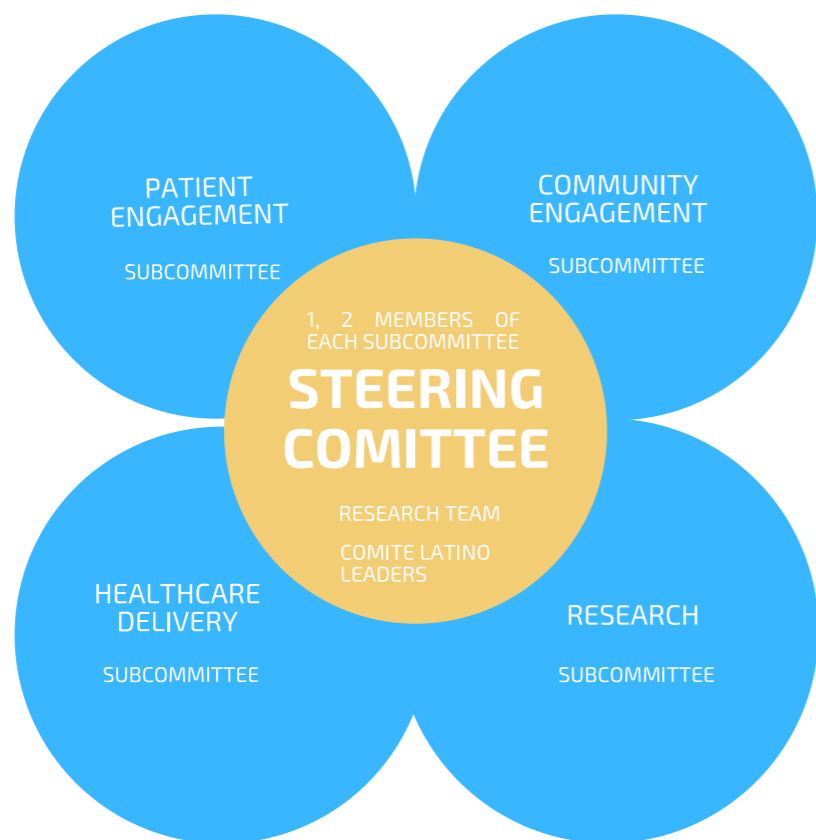 PATIENT
ENGAGEMENT
SUBCOMMITTEE
COMMUNITY
ENGAGEMENT
SUBCOMMITTEE
1, 2 MEMBERS OF
EACH SUBCOMMITTEE
STEERING
COMITTEE
RESEARCH TEAM
COMITE LATINO
LEADERS
HEALTHCARE
DELIVERY
SUBCOMMITTEE
RESEARCH
SUBCOMMITTEE